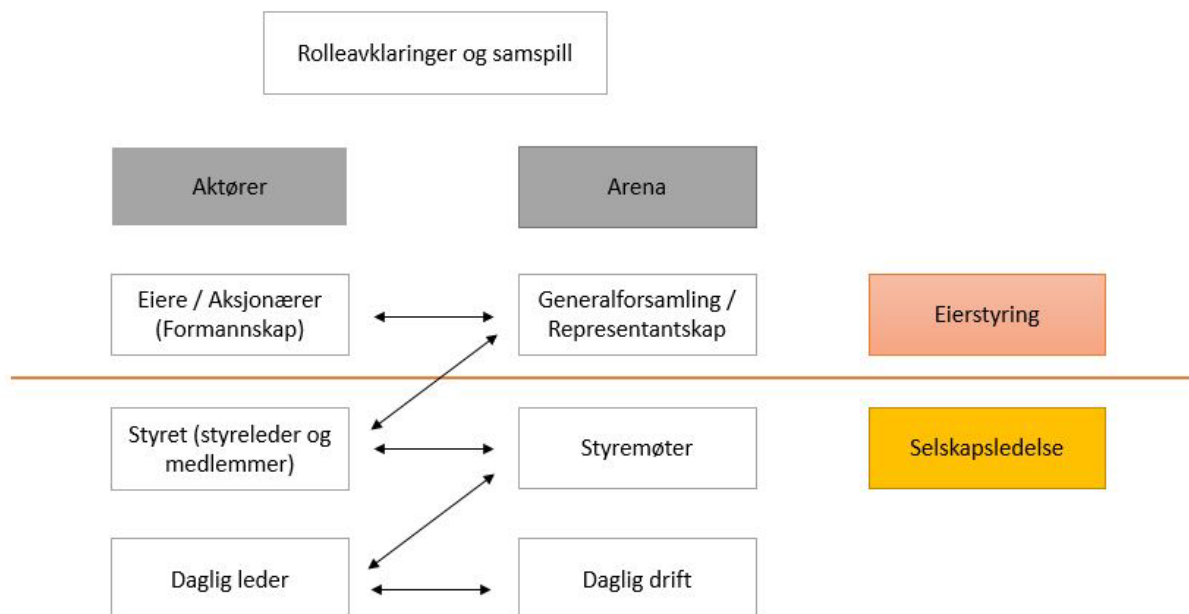 Rolleavklaringer og samspill
Aktører
Arena
Eiere / Aksjonærer
(Formannskap)
Generalforsamling /
Representantskap
Eierstyring
Styret (styreleder og
medlemmer)
Styremøter
Selskapsledelse
Daglig leder
Daglig drift